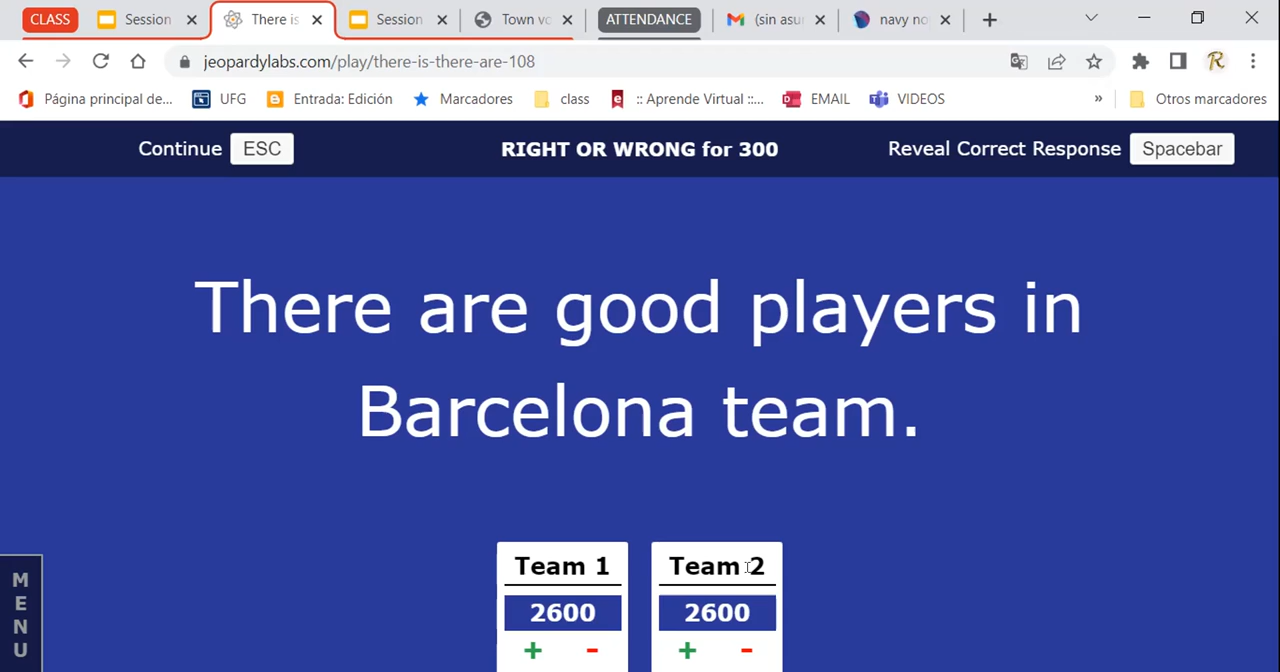 CLASS Session There is Session Town vo ATTENDANCE (sin asu navy no
jeopardylabs.com/play/there-is-there-are-108
Página principal de... UFG Entrada: Edición Marcadores class :: Aprende Virtual ::... EMAIL VIDEOS » Otros marcadores
Continue ESC RIGHT OR WRONG for 300 Reveal Correct Response Spacebar
There are good players in
Barcelona team.
Team 1 Team 2
2600 2600
+ - + -
MENU